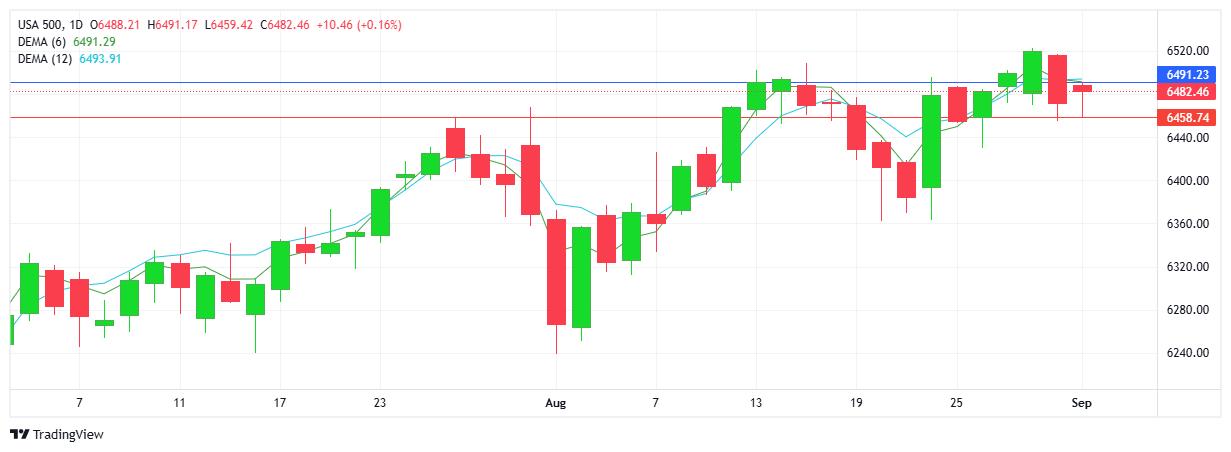 USA 500, 1D O6488.21 H6491.17 L6459.42 C6482.46 +10.46 (+0.16%)
DEMA (6) 6491.29
DEMA (12) 6493.91
6520.00
6491.23
6482.46
6458.74
6440.00
6400.00
6360.00
6320.00
6280.00
6240.00
7 11 17 23 Aug 7 13 19 25 Sep
TradingView